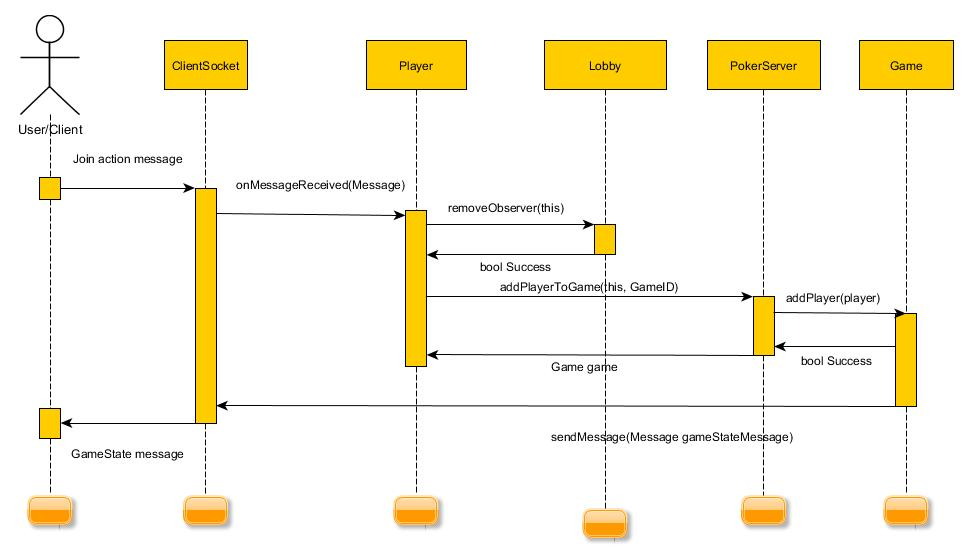 ClientSocket
Player
Lobby
PokerServer
Game
User/Client
Join action message
onMessageReceived(Message)
removeObserver(this)
bool Success
addPlayerToGame(this, GameID)
addPlayer(player)
bool Success
Game game
sendMessage(Message gameStateMessage)
GameState message